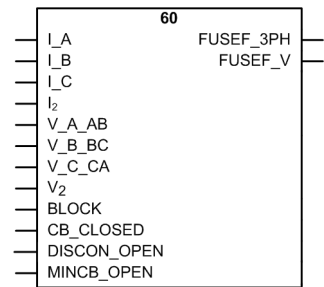 60
I_A FUSEF_3PH
I_B FUSEF_V
I_C
I₂
V_A_AB
V_B_BC
V_C_CA
V₂
BLOCK
CB_CLOSED
DISCON_OPEN
MINCB_OPEN